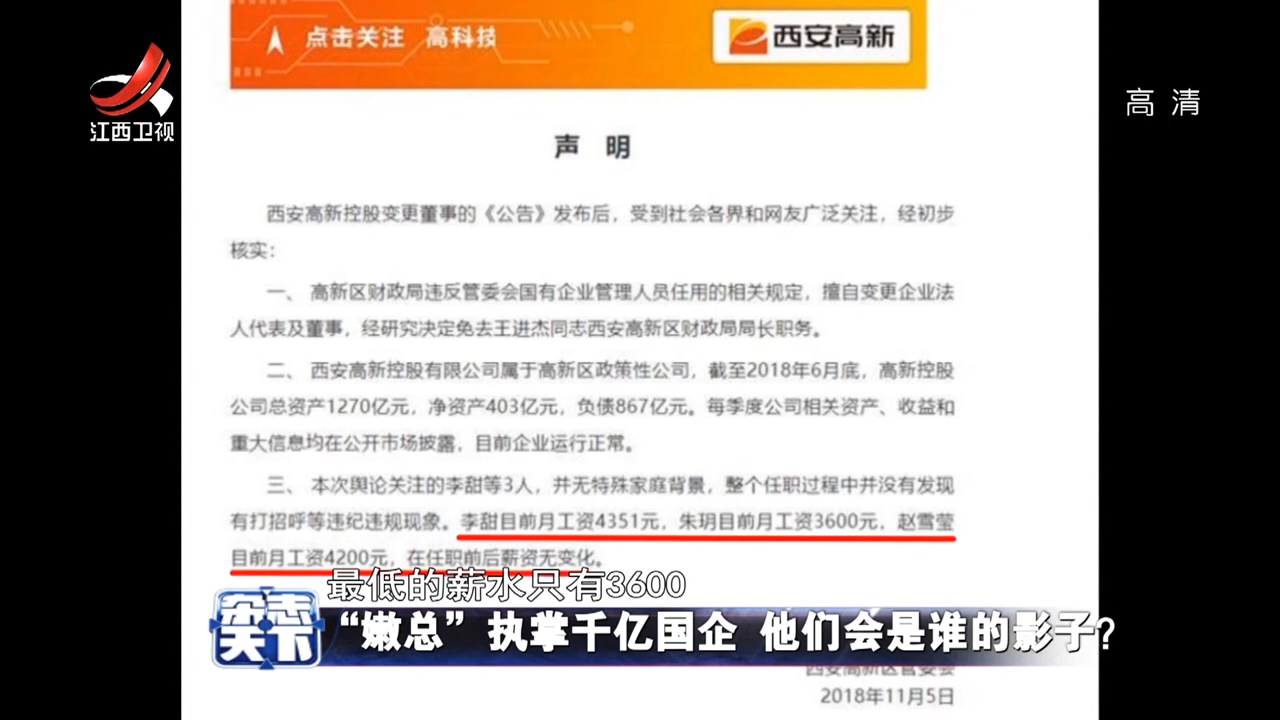 点击关注 高科技
西安高新
江西卫视
高清
声 明
西安高新控股变更董事的《公告》发布后，受到社会各界和网友广泛关注，经初步
核实：
一、 高新区财政局违反管委会国有企业管理人员任用的相关规定，擅自变更企业法
人代表及董事，经研究决定免去王进杰同志西安高新区财政局局长职务。
二、 西安高新控股有限公司属于高新区政策性公司，截至2018年6月底，高新控股
公司总资产1270亿元，净资产403亿元，负债867亿元。每季度公司相关资产、收益和
重大信息均在公开市场披露，目前企业运行正常。
三、 本次舆论关注的李甜等3人，并无特殊家庭背景，整个任职过程中并没有发现
有打招呼等违纪违规现象。李甜目前月工资4351元，朱玥目前月工资3600元，赵雪莹
目前月工资4200元，在任职前后薪资无变化。
最低的薪水只有3600
杂志天下
“嫩总”执掌千亿国企 他们会是谁的影子？
西安高新区管委会
2018年11月5日